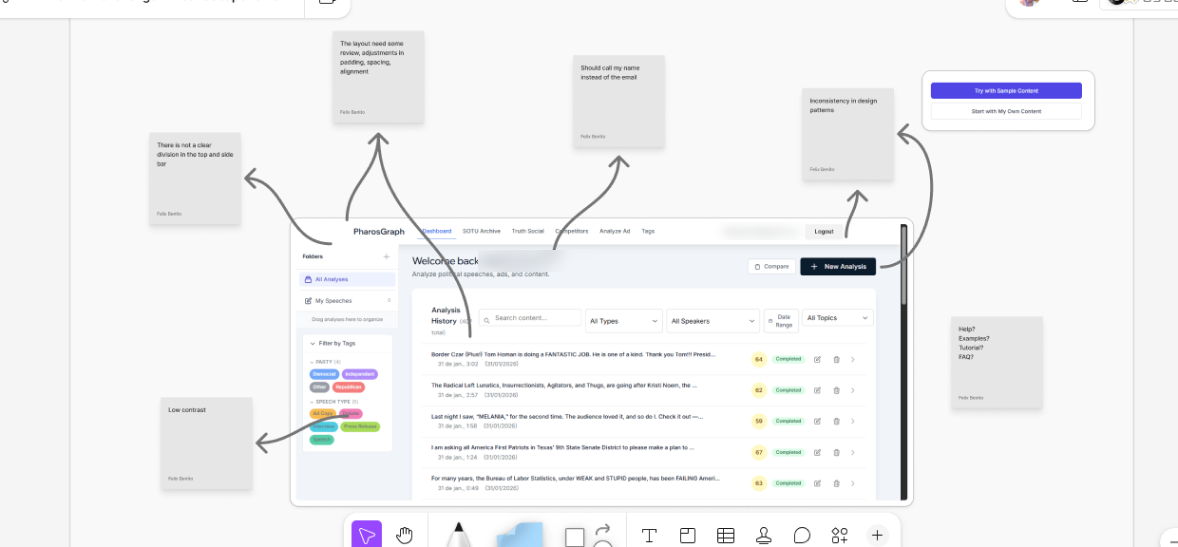 The layout need some
review, adjustments in
padding, spacing,
alignment
Felix Benito
Should call my name
instead of the email
Felix Benito
Inconsistency in design
patterns
Felix Benito
Try with Sample Content
Start with My Own Content
There is not a clear
division in the top and side
bar
Felix Benito
PharosGraph
Dashboard
SOTU Archive
Truth Social
Competitors
Analyze Ad
Tags
Logout
Folders
All Analyses
My Speeches
Drag analyses here to organize
Filter by Tags
PARTY (4)
Democrat
Independent
Other
Republican
SPEECH TYPE (5)
Ad Copy
Interview
Press Release
Speech
Welcome back
Analyze political speeches, ads, and content.
Compare
New Analysis
Analysis
History
total)
Search content...
All Types
All Speakers
Date
Range
All Topics
Border Czar (Plus!) Tom Homan is doing a FANTASTIC JOB. He is one of a kind. Thank you Tom!!! Presid...
31 de jan., 3:02 (31/01/2026)
64
Completed
The Radical Left Lunatics, Insurrectionists, Agitators, and Thugs, are going after Kristi Noem, the ...
31 de jan., 2:57 (31/01/2026)
62
Completed
Last night I saw, "MELANIA," for the second time. The audience loved it, and so do I. Check it out —...
31 de jan., 1:58 (31/01/2026)
59
Completed
I am asking all America First Patriots in Texas' 9th State Senate District to please make a plan to ...
31 de jan., 1:24 (31/01/2026)
67
Completed
For many years, the Bureau of Labor Statistics, under WEAK and STUPID people, has been FAILING Ameri...
31 de jan., 0:49 (31/01/2026)
63
Completed
Help?
Examples?
Tutorial?
FAQ?
Felix Benito
Low contrast
Felix Benito